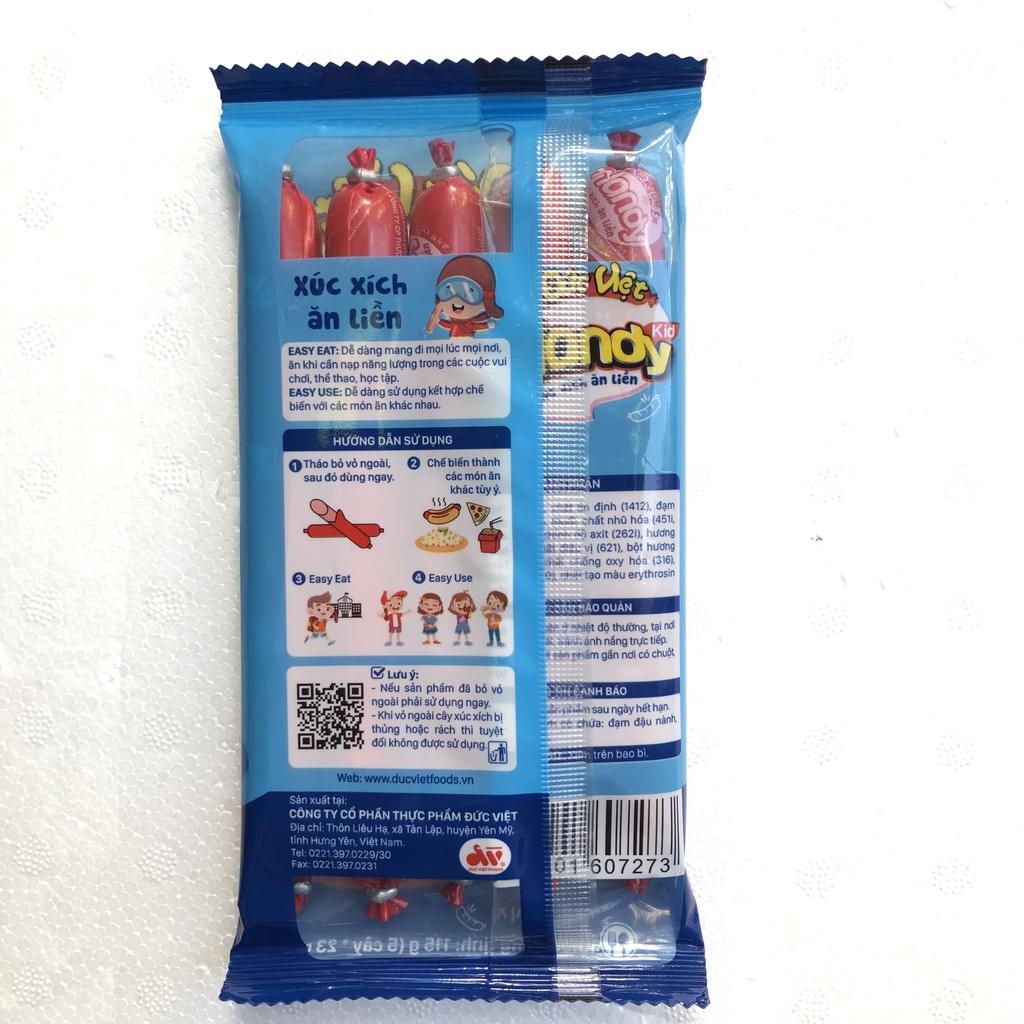 Xúc xích
ăn liền
EASY EAT: Dễ dàng mang đi mọi lúc mọi nơi,
ăn khi cần nạp năng lượng trong các cuộc vui
chơi, thể thao, học tập.
EASY USE: Dễ dàng sử dụng kết hợp chế
biến với các món ăn khác nhau.
HƯỚNG DẪN SỬ DỤNG
1 Tháo bỏ vỏ ngoài,
sau đó dùng ngay.
2 Chế biến thành
các món ăn
khác tùy ý.
3 Easy Eat
4 Easy Use
Lưu ý:
- Nếu sản phẩm đã bỏ vỏ
ngoài phải sử dụng ngay.
- Khi vỏ ngoài cây xúc xích bị
thủng hoặc rách thì tuyệt
đối không được sử dụng.
Web: www.ducvietfoods.vn
Sản xuất tại:
CÔNG TY CỔ PHẦN THỰC PHẨM ĐỨC VIỆT
Địa chỉ: Thôn Liêu Hạ, xã Tân Lập, huyện Yên Mỹ,
tỉnh Hưng Yên, Việt Nam.
Tel: 0221.397.0229/30
Fax: 0221.397.0231
DUCVIETFOODS
Việt
Kid
ăn liền
định (1412), đạm
chất nhũ hóa (451i,
axit (262i), hương
vị (621), bột hương
oxy hóa (316),
tạo màu erythrosin
BẢO QUẢN
nhiệt độ thường, tại nơi
ánh nắng trực tiếp.
sản phẩm gần nơi có chuột,
CẢNH BÁO
phẩm sau ngày hết hạn.
có chứa: đạm đậu nành,
trên bao bì.
01 607273
115 g (5 cây * 23